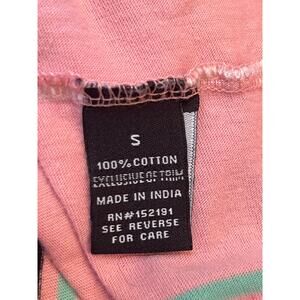 S
100% COTTON
EXCLUSIVE OF TRIM
MADE IN INDIA
RN#152191
SEE REVERSE
FOR CARE